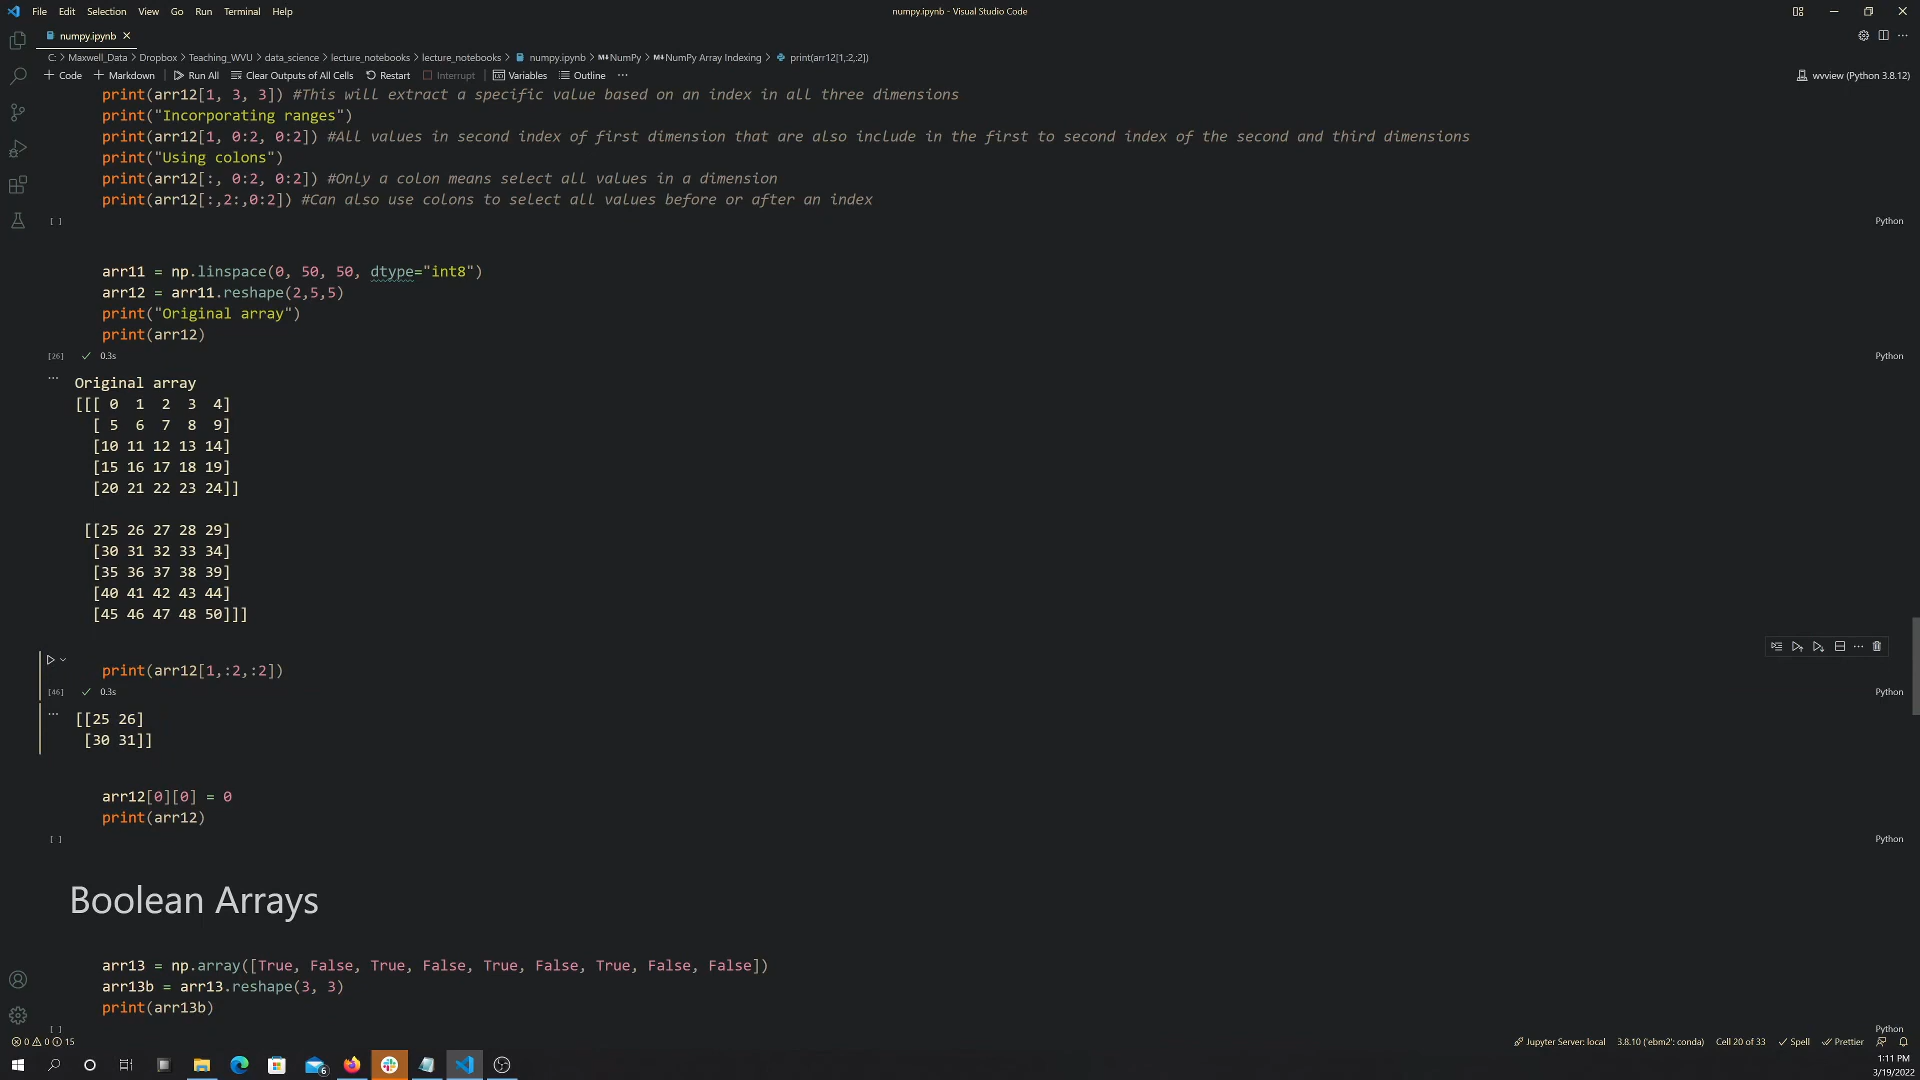 File Edit Selection View Go Run Terminal Help
numpy.ipynb - Visual Studio Code
numpy.ipynb ×
C: > Maxwell_Data > Dropbox > Teaching_WVU > data_science > lecture_notebooks > lecture_notebooks > numpy.ipynb > M↓NumPy > M↓NumPy Array Indexing > print(arr12[1,:2,:2])
+ Code + Markdown Run All Clear Outputs of All Cells Restart Interrupt Variables Outline ...
wvview (Python 3.8.12)
print(arr12[1, 3, 3]) #This will extract a specific value based on an index in all three dimensions
print("Incorporating ranges")
print(arr12[1, 0:2, 0:2]) #All values in second index of first dimension that are also include in the first to second index of the second and third dimensions
print("Using colons")
print(arr12[:, 0:2, 0:2]) #Only a colon means select all values in a dimension
print(arr12[:,2:,0:2]) #Can also use colons to select all values before or after an index
[ ]
Python
arr11 = np.linspace(0, 50, 50, dtype="int8")
arr12 = arr11.reshape(2,5,5)
print("Original array")
print(arr12)
[26] ✓ 0.3s
Python
... Original array
[[[ 0  1  2  3  4]
[ 5  6  7  8  9]
[10 11 12 13 14]
[15 16 17 18 19]
[20 21 22 23 24]]
[[25 26 27 28 29]
[30 31 32 33 34]
[35 36 37 38 39]
[40 41 42 43 44]
[45 46 47 48 50]]]
print(arr12[1,:2,:2])
[46] ✓ 0.3s
Python
... [[25 26]
[30 31]]
arr12[0][0] = 0
print(arr12)
[ ]
Python
Boolean Arrays
arr13 = np.array([True, False, True, False, True, False, True, False, False])
arr13b = arr13.reshape(3, 3)
print(arr13b)
[ ]
Python
0 0 15
Jupyter Server: local 3.8.10 ('ebm2': conda) Cell 20 of 33 ✓ Spell Prettier
6
1:11 PM
3/19/2022